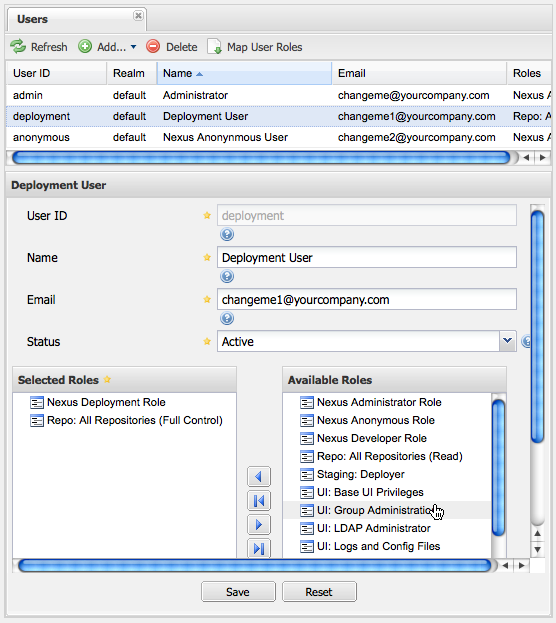 Users
Refresh Add... Delete Map User Roles
User ID Realm Name Email Roles
admin default Administrator changeme@yourcompany.com Nexus A
deployment default Deployment User changeme1@yourcompany.com Repo: A
anonymous default Nexus Anonynmous User changeme2@yourcompany.com Nexus A
Deployment User
User ID deployment
Name Deployment User
Email changeme1@yourcompany.com
Status Active
Selected Roles
Nexus Deployment Role
Repo: All Repositories (Full Control)
Available Roles
Nexus Administrator Role
Nexus Anonymous Role
Nexus Developer Role
Repo: All Repositories (Read)
Staging: Deployer
UI: Base UI Privileges
UI: Group Administration
UI: LDAP Administrator
UI: Logs and Config Files
Save Reset